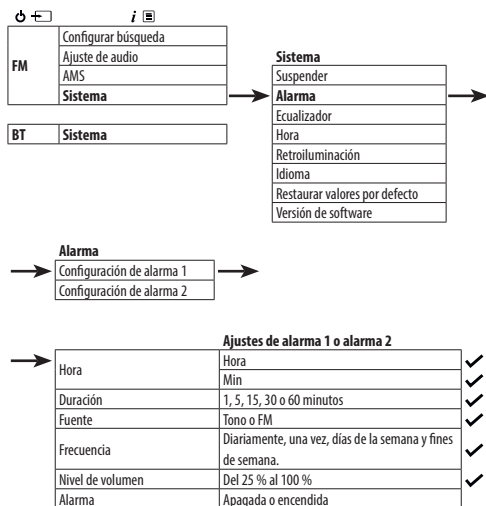 i
Configurar búsqueda
FM
Ajuste de audio
AMS
Sistema
BT
Sistema
Sistema
Suspender
Alarma
Ecualizador
Hora
Retroiluminación
Idioma
Restaurar valores por defecto
Versión de software
Alarma
Configuración de alarma 1
Configuración de alarma 2
Ajustes de alarma 1 o alarma 2
Hora
Hora
Min
Duración
1, 5, 15, 30 o 60 minutos
Fuente
Tono o FM
Frecuencia
Diariamente, una vez, días de la semana y fines
de semana.
Nivel de volumen
Del 25 % al 100 %
Alarma
Apagada o encendida